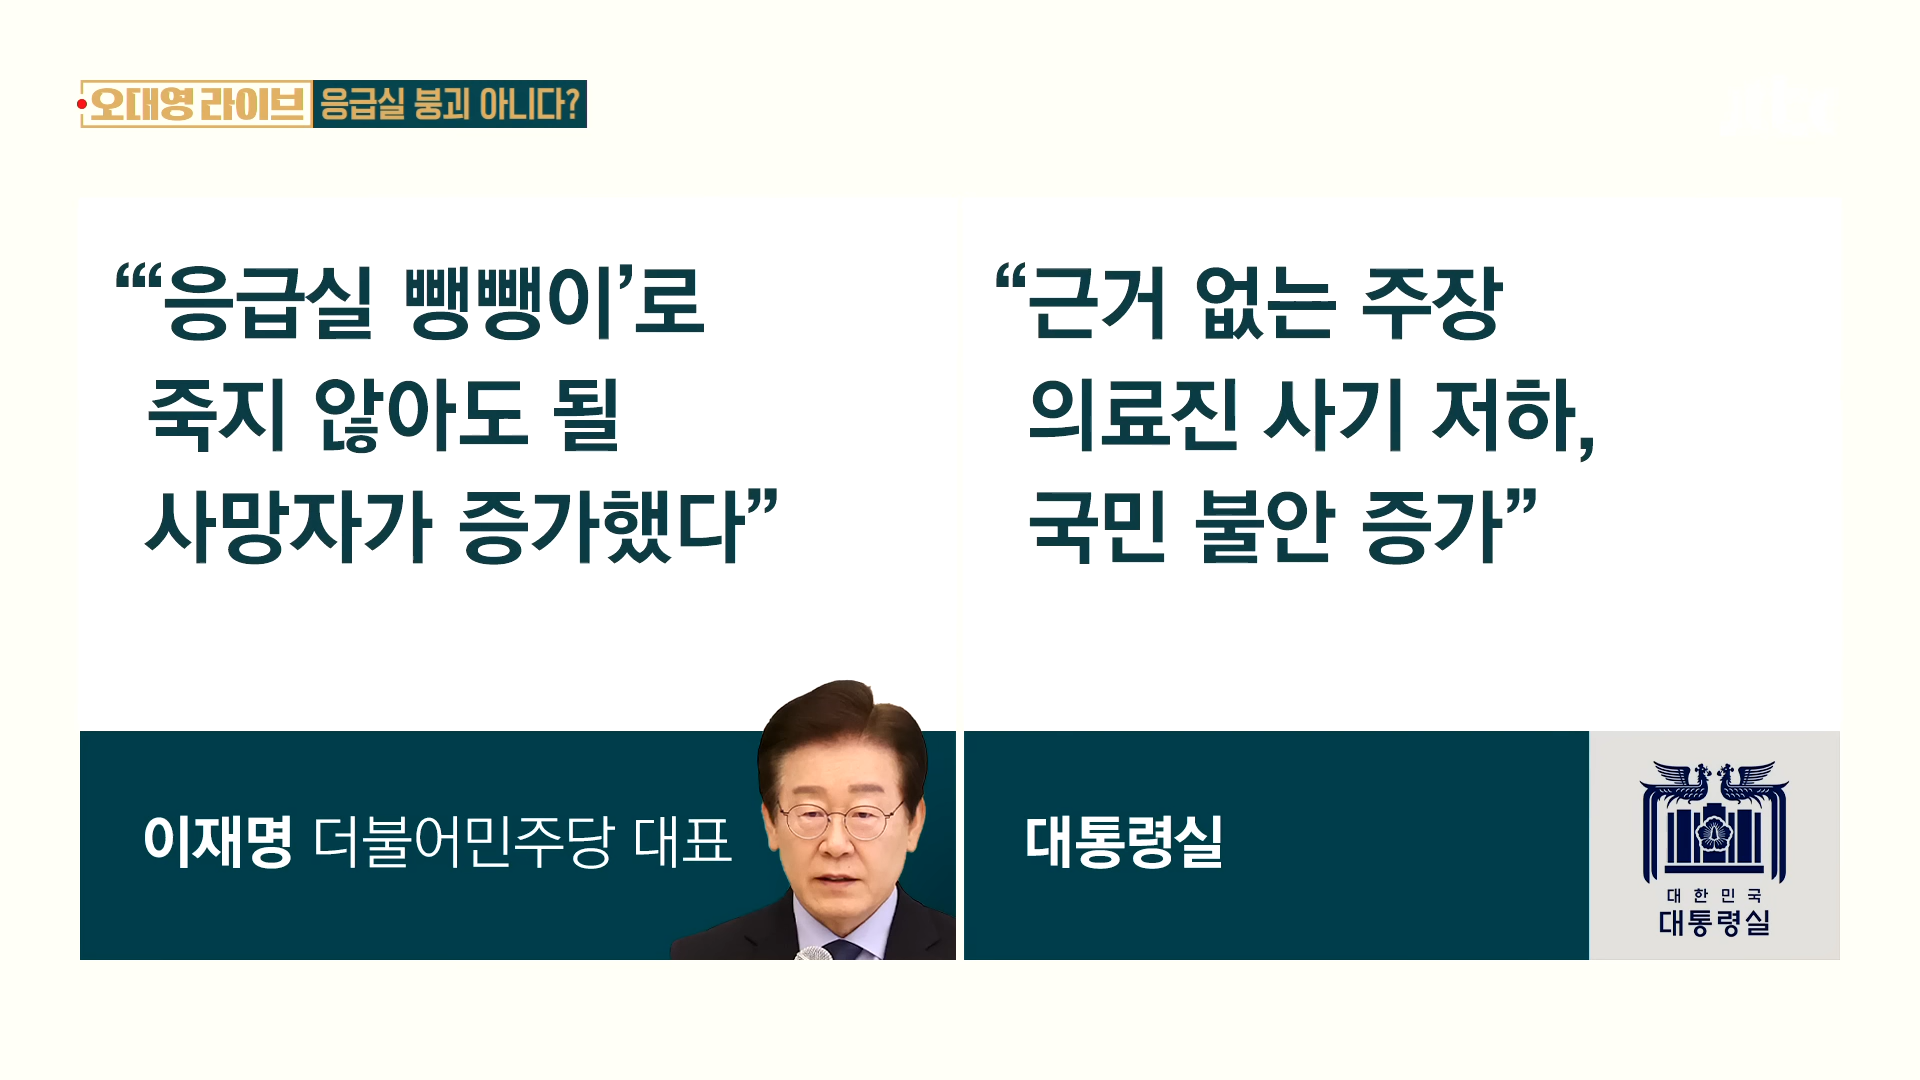 오대영 라이브 응급실 붕괴 아니다?
“‘응급실 뺑뺑이’로
죽지 않아도 될
사망자가 증가했다”
이재명 더불어민주당 대표
“근거 없는 주장
의료진 사기 저하,
국민 불안 증가”
대통령실
대한민국
대통령실